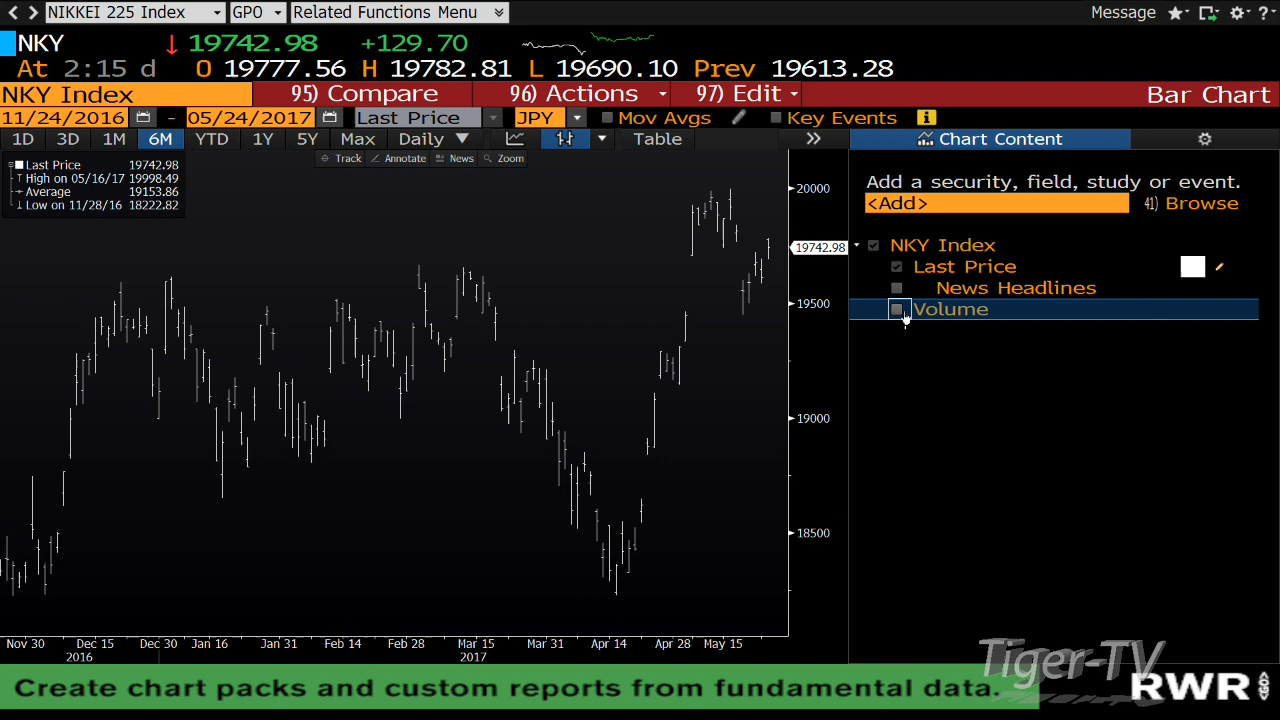 NIKKEI 225 Index GPO Related Functions Menu Message ?
NKY 19742.98 +129.70
At 2:15 d O 19777.56 H 19782.81 L 19690.10 Prev 19613.28
NKY Index 95) Compare 96) Actions 97) Edit Bar Chart
11/24/2016 - 05/24/2017 Last Price JPY Mov Avgs Key Events
1D 3D 1M 6M YTD 1Y 5Y Max Daily Table Chart Content
Track Annotate News Zoom
Last Price 19742.98
High on 05/16/17 19998.49
Average 19153.86
Low on 11/28/16 18222.82
Add a security, field, study or event.
<Add> 41) Browse
NKY Index
Last Price
News Headlines
Volume
20000
19742.98
19500
19000
18500
Nov 30 Dec 15 Dec 30 Jan 16 Jan 31 Feb 14 Feb 28 Mar 15 Mar 31 Apr 14 Apr 28 May 15
2016 2017
Tiger-TV
Create chart packs and custom reports from fundamental data.
RWR